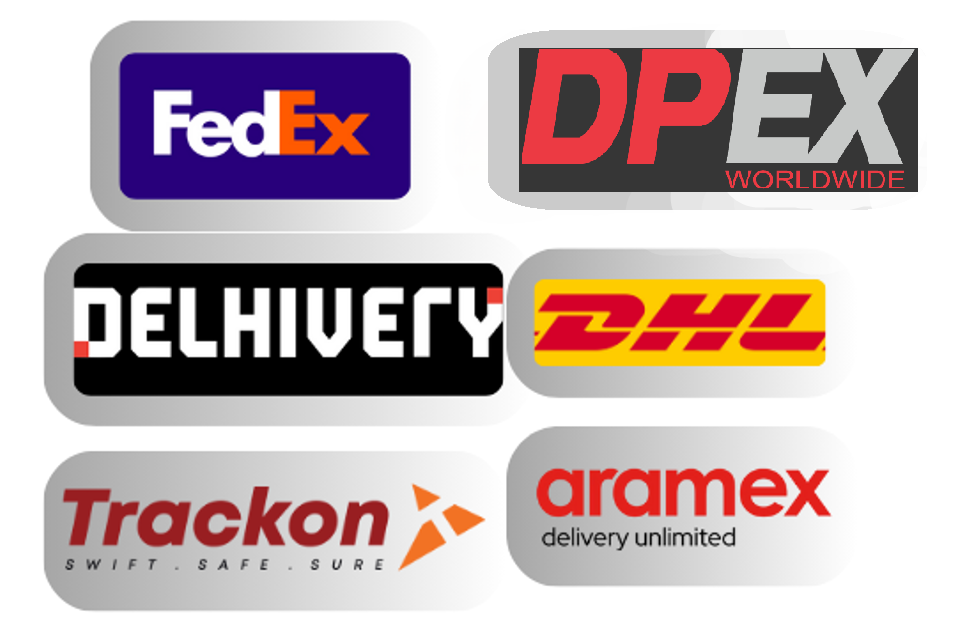 FedEx
DPEX
WORLDWIDE
DELHIVERY
DHL
Trackon
SWIFT . SAFE . SURE
aramex
delivery unlimited